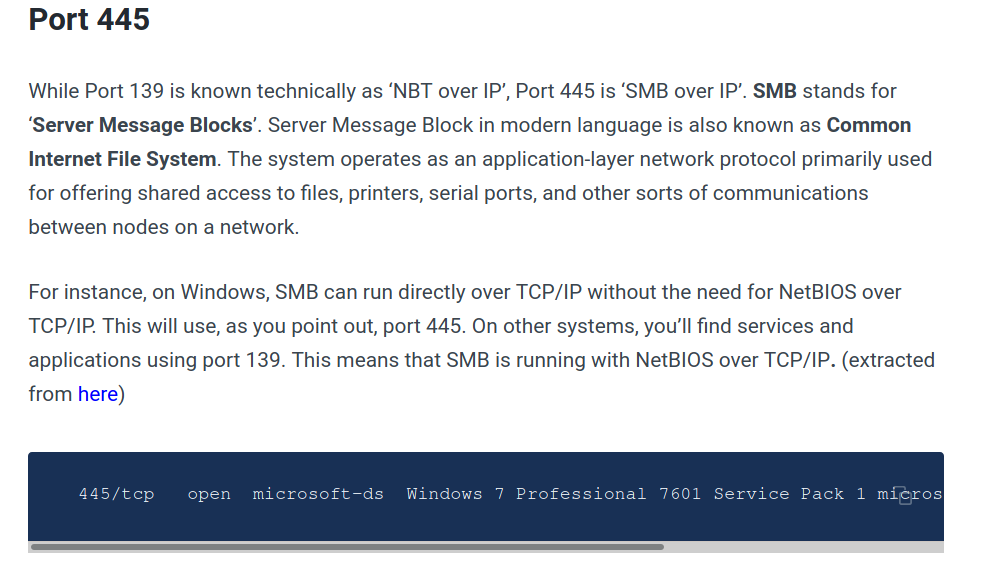 Port 445
While Port 139 is known technically as ‘NBT over IP’, Port 445 is ‘SMB over IP’. SMB stands for
‘Server Message Blocks’. Server Message Block in modern language is also known as Common
Internet File System. The system operates as an application-layer network protocol primarily used
for offering shared access to files, printers, serial ports, and other sorts of communications
between nodes on a network.
For instance, on Windows, SMB can run directly over TCP/IP without the need for NetBIOS over
TCP/IP. This will use, as you point out, port 445. On other systems, you’ll find services and
applications using port 139. This means that SMB is running with NetBIOS over TCP/IP. (extracted
from here)
445/tcp   open  microsoft-ds  Windows 7 Professional 7601 Service Pack 1 micros